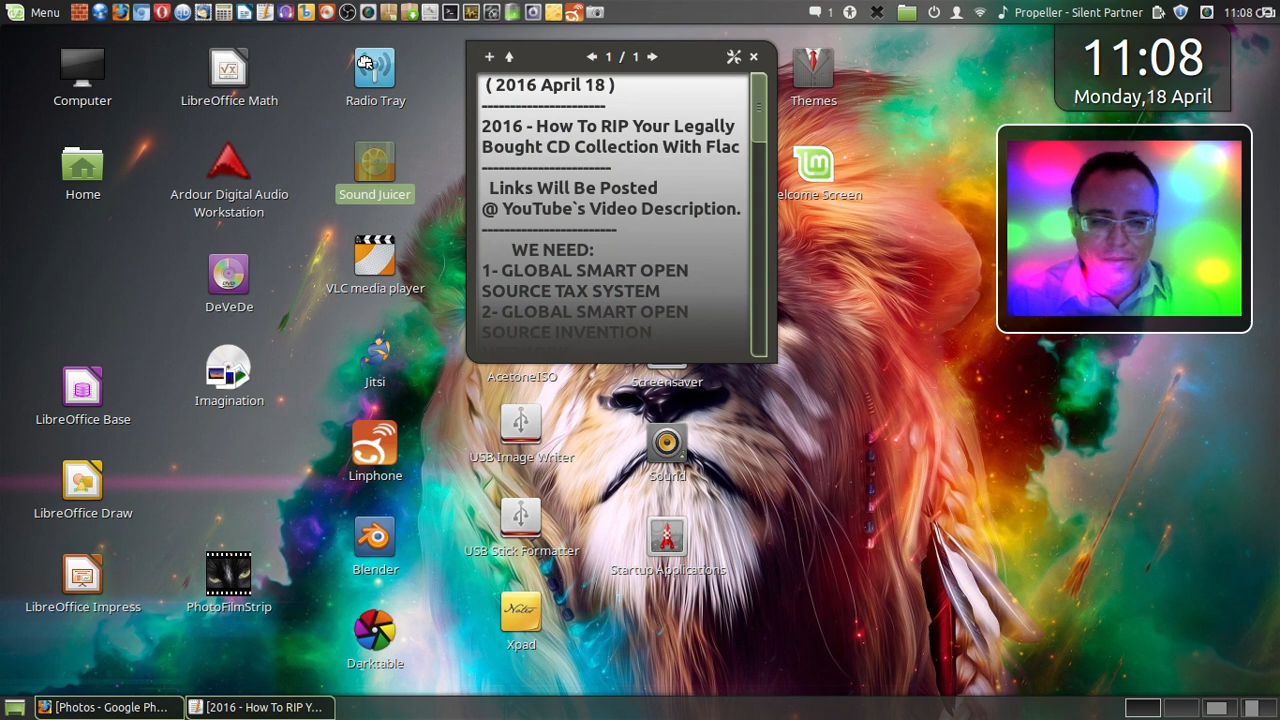 Menu
1
Propeller - Silent Partner
11:08
Computer
LibreOffice Math
Radio Tray
Themes
1 / 1
( 2016 April 18 )
----------------------
2016 - How To RIP Your Legally
Bought CD Collection With Flac
-----------------------
Links Will Be Posted
@ YouTube`s Video Description.
------------------------
WE NEED:
1- GLOBAL SMART OPEN
SOURCE TAX SYSTEM
2- GLOBAL SMART OPEN
SOURCE INVENTION
11:08
Monday,18 April
Home
Ardour Digital Audio
Workstation
Sound Juicer
elcome Screen
DVD
DeVeDe
VLC media player
Imagination
Jitsi
AcetoneISO
Screensaver
LibreOffice Base
Linphone
USB Image Writer
Sound
LibreOffice Draw
Blender
USB Stick Formatter
Startup Applications
LibreOffice Impress
PhotoFilmStrip
Notes
Xpad
Darktable
[Photos - Google Ph...
[2016 - How To RIP Y...